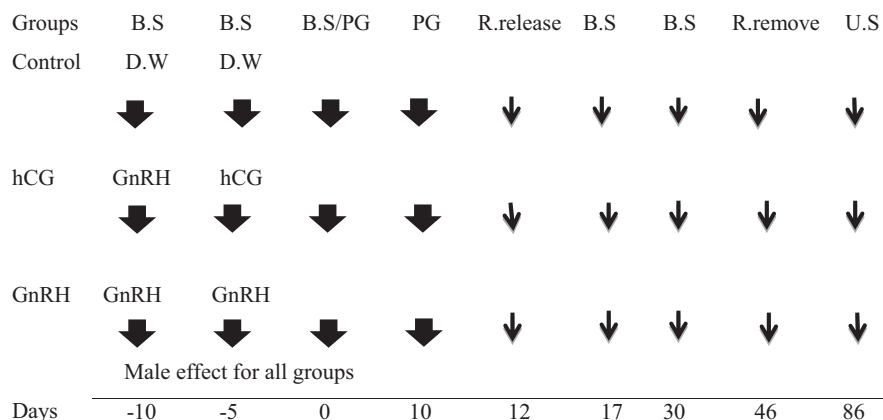 Groups B.S B.S B.S/PG PG R.release B.S B.S R.remove U.S
Control D.W D.W
hCG GnRH hCG
GnRH GnRH GnRH
Male effect for all groups
Days -10 -5 0 10 12 17 30 46 86